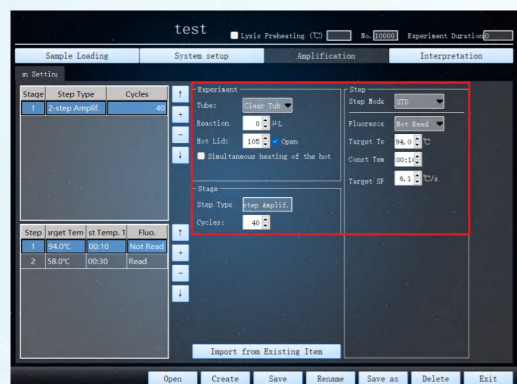 test
Lysis Preheating (℃) No. 10000 Experiment Duration 0
Sample Loading System setup Amplification Interpretation
m Setting
Stage Step Type Cycles
1 2-step Amplif. 40
Experiment
Tube: Clear Tub
Reaction 0 μL
Hot Lid: 105 Open
Simultaneous heating of the hot
Stage
Step Type step Amplif.
Cycles: 40
Step
Step Mode STD
Fluoresce Not Read
Target Te 94.0 ℃
Const Tem 00:10
Target SP 6.1 ℃/s
Step arget Tem st Temp. T Fluo.
1 94.0℃ 00:10 Not Read
2 58.0℃ 00:30 Read
Import from Existing Item
Open Create Save Rename Save as Delete Exit